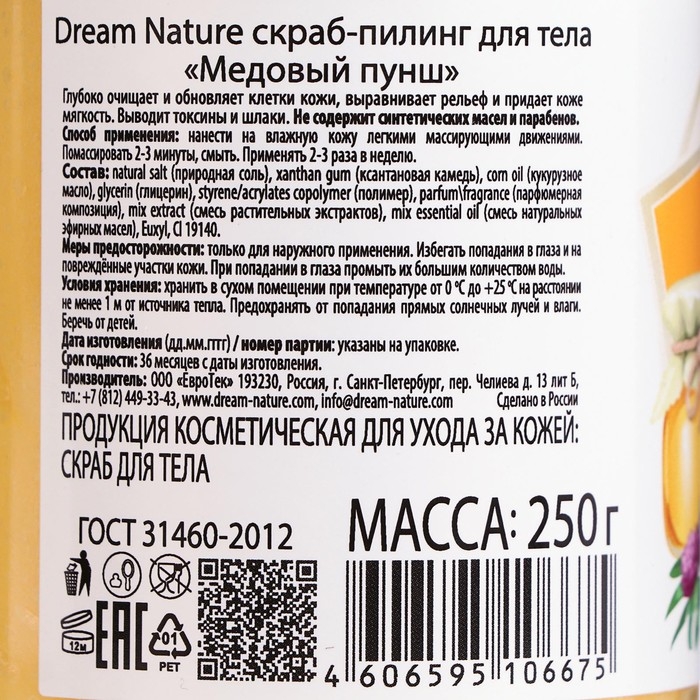 Dream Nature скраб-пилинг для тела
«Медовый пунш»
Глубоко очищает и обновляет клетки кожи, выравнивает рельеф и придает коже
мягкость. Выводит токсины и шлаки. Не содержит синтетических масел и парабенов.
Способ применения: нанести на влажную кожу легкими массирующими движениями.
Помассировать 2-3 минуты, смыть. Применять 2-3 раза в неделю.
Состав: natural salt (природная соль), xanthan gum (ксантановая камедь), corn oil (кукурузное
масло), glycerin (глицерин), styrene/acrylates copolymer (полимер), parfum\fragrance (парфюмерная
композиция), mix extract (смесь растительных экстрактов), mix essential oil (смесь натуральных
эфирных масел), Euxyl, CI 19140.
Меры предосторожности: только для наружного применения. Избегать попадания в глаза и на
повреждённые участки кожи. При попадании в глаза промыть их большим количеством воды.
Условия хранения: хранить в сухом помещении при температуре от 0 °С до +25 °С на расстоянии
не менее 1 м от источника тепла. Предохранять от попадания прямых солнечных лучей и влаги.
Беречь от детей.
Дата изготовления (дд.мм.гггг) / номер партии: указаны на упаковке.
Срок годности: 36 месяцев с даты изготовления.
Производитель: ООО «ЕвроТек» 193230, Россия, г. Санкт-Петербург, пер. Челиева д. 13 лит Б,
тел.: +7 (812) 449-33-43, www.dream-nature.com, info@dream-nature.com Сделано в России
ПРОДУКЦИЯ КОСМЕТИЧЕСКАЯ ДЛЯ УХОДА ЗА КОЖЕЙ:
СКРАБ ДЛЯ ТЕЛА
ГОСТ 31460-2012
МАССА: 250 г
12м
EAC
01
PET
4 606595 106675